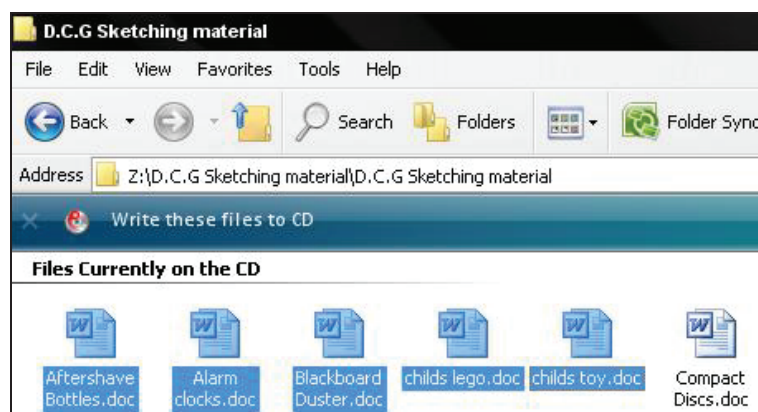 D.C.G Sketching material
File Edit View Favorites Tools Help
Back Search Folders Folder Sync
Address Z:\D.C.G Sketching material\D.C.G Sketching material
Write these files to CD
Files Currently on the CD
Aftershave Bottles.doc
Alarm clocks.doc
Blackboard Duster.doc
childs lego.doc
childs toy.doc
Compact Discs.doc